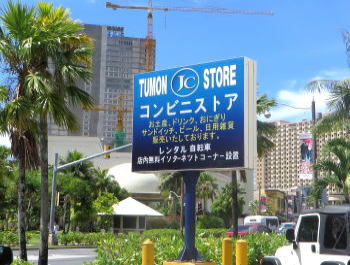 TUMON JC STORE
コンビニストア
お土産、ドリンク、おにぎり
サンドイッチ、ビール、日用雑貨
販売いたしております。
レンタル自転車
店内無料インターネットコーナー設置